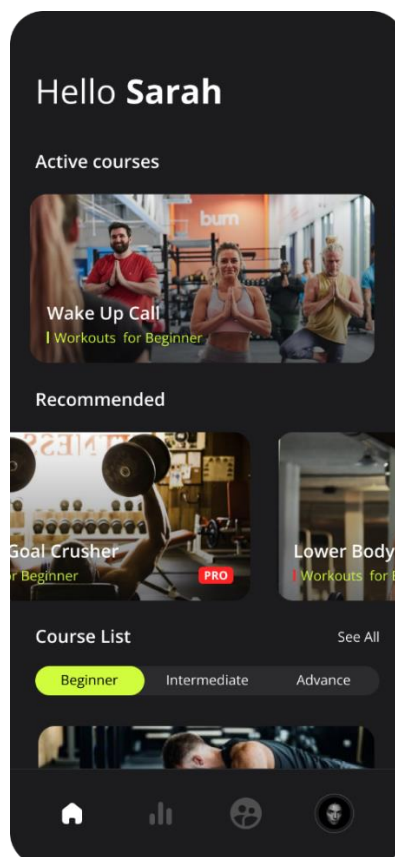 Hello Sarah
Active courses
burn
Wake Up Call
Workouts for Beginner
Recommended
Goal Crusher
Lower Body
r Beginner
PRO
Workouts for
Course List
See All
Beginner
Intermediate
Advance